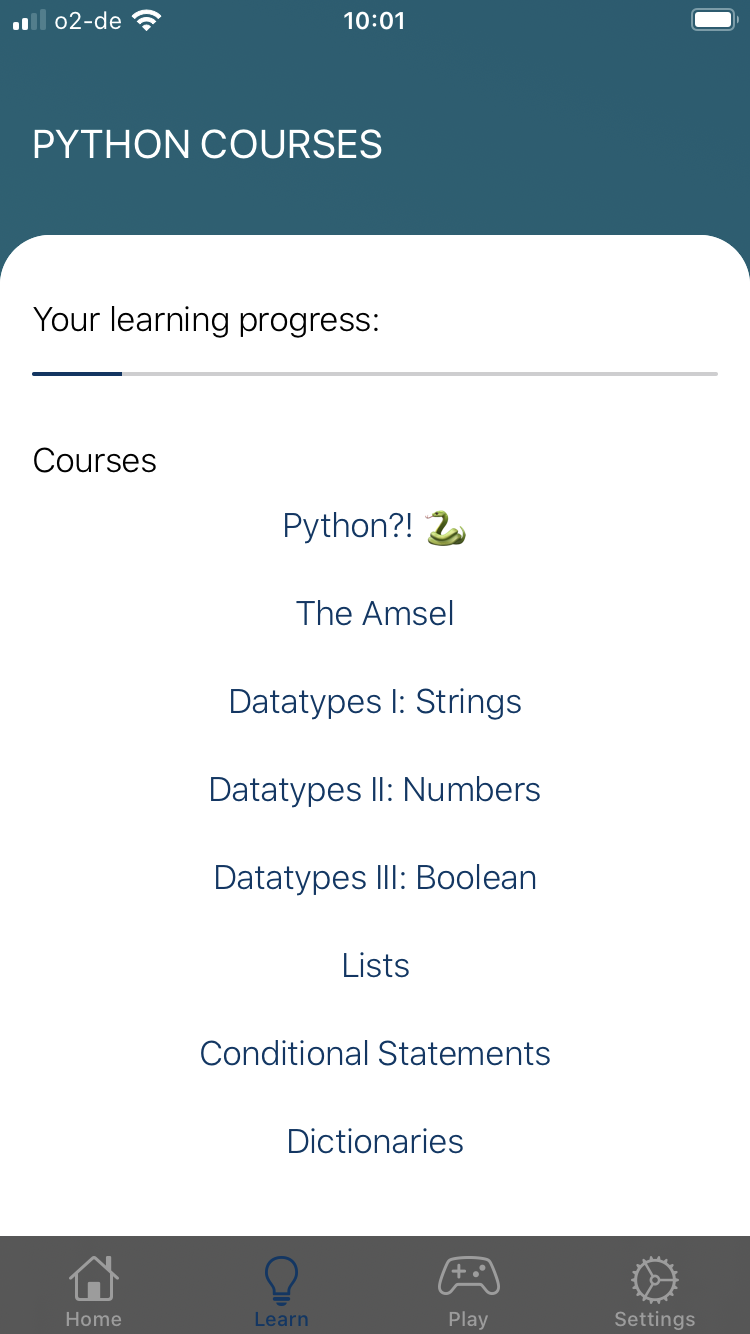 o2-de 10:01
PYTHON COURSES
Your learning progress:
Courses
Python?! 🐍
The Amsel
Datatypes I: Strings
Datatypes II: Numbers
Datatypes III: Boolean
Lists
Conditional Statements
Dictionaries
Home Learn Play Settings